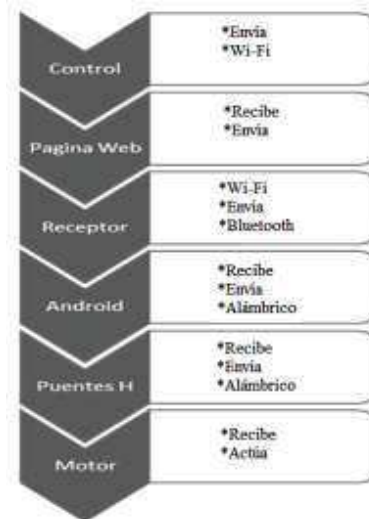 Control
*Envía
*Wi-Fi
Pagina Web
*Recibe
*Envía
Receptor
*Wi-Fi
*Envía
*Bluetooth
Android
*Recibe
*Envía
*Alámbrico
Puentes H
*Recibe
*Envía
*Alámbrico
Motor
*Recibe
*Actúa